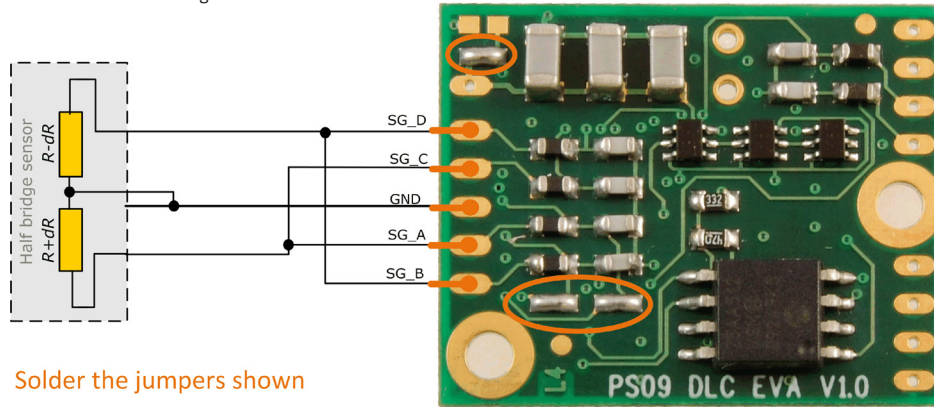 SG_D
SG_C
GND
SG_A
SG_B
Half bridge sensor
R-dR
R+dR
332
Solder the jumpers shown
L4
PS09 DLC EVA V1.0